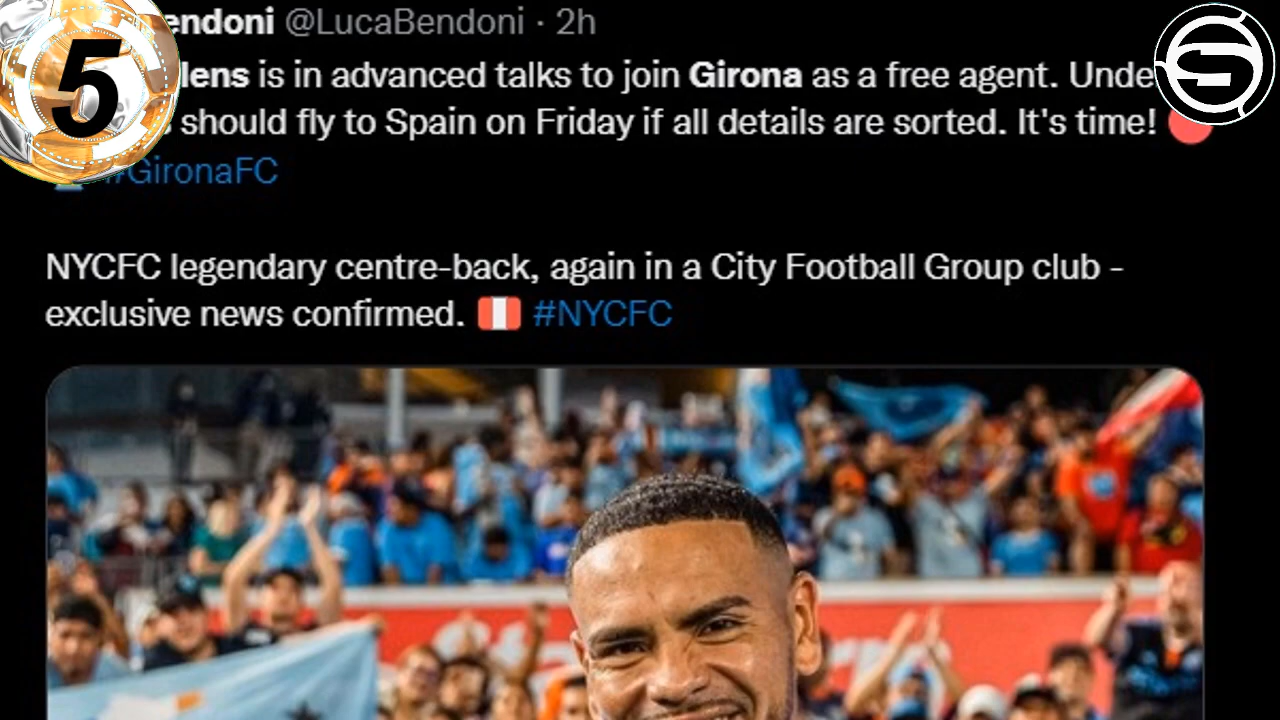 5
endoni @LucaBendoni · 2h
lens is in advanced talks to join Girona as a free agent. Unde
should fly to Spain on Friday if all details are sorted. It's time!
#GironaFC
NYCFC legendary centre-back, again in a City Football Group club -
exclusive news confirmed. #NYCFC